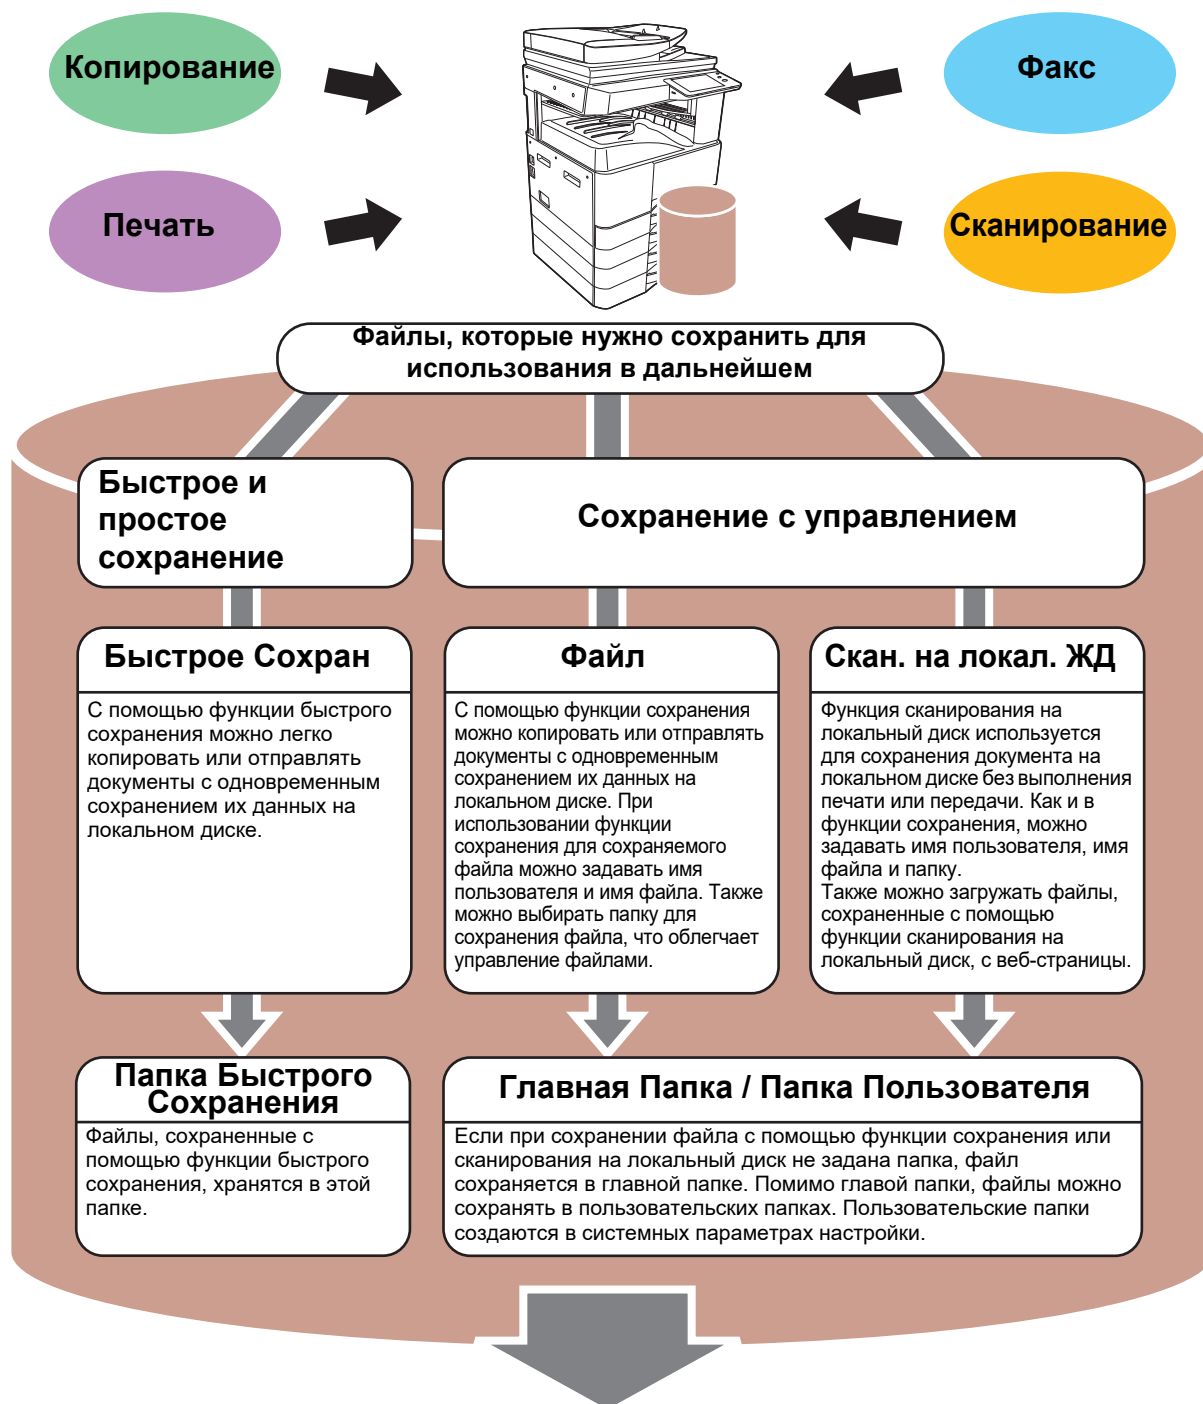 Копирование
Факс
Печать
Сканирование
Файлы, которые нужно сохранить для
использования в дальнейшем
Быстрое и
простое
сохранение
Сохранение с управлением
Быстрое Сохран
С помощью функции быстрого
сохранения можно легко
копировать или отправлять
документы с одновременным
сохранением их данных на
локальном диске.
Файл
С помощью функции сохранения
можно копировать или отправлять
документы с одновременным
сохранением их данных на
локальном диске. При
использовании функции
сохранения для сохраняемого
файла можно задавать имя
пользователя и имя файла. Также
можно выбирать папку для
сохранения файла, что облегчает
управление файлами.
Скан. на локал. ЖД
Функция сканирования на
локальный диск используется
для сохранения документа на
локальном диске без выполнения
печати или передачи. Как и в
функции сохранения, можно
задавать имя пользователя, имя
файла и папку.
Также можно загружать файлы,
сохраненные с помощью
функции сканирования на
локальный диск, с веб-страницы.
Папка Быстрого
Сохранения
Файлы, сохраненные с
помощью функции быстрого
сохранения, хранятся в этой
папке.
Главная Папка / Папка Пользователя
Если при сохранении файла с помощью функции сохранения или
сканирования на локальный диск не задана папка, файл
сохраняется в главной папке. Помимо главой папки, файлы можно
сохранять в пользовательских папках. Пользовательские папки
создаются в системных параметрах настройки.